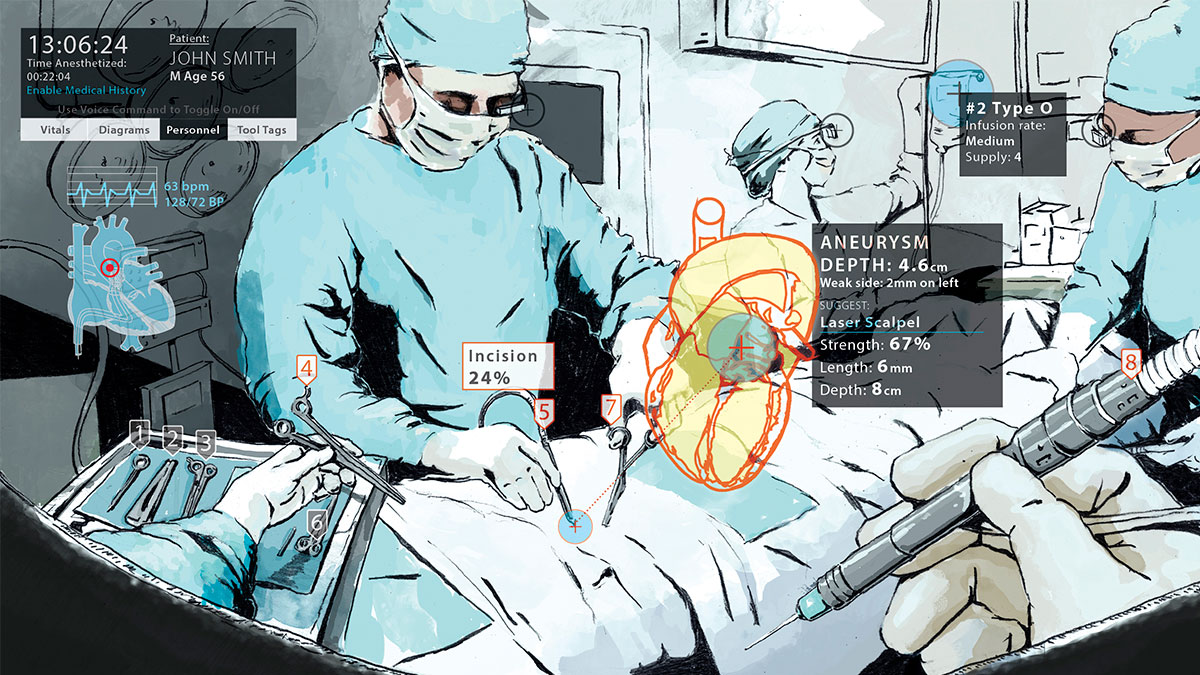 13:06:24
Time Anesthetized:
00:22:04
Enable Medical History
Patient:
JOHN SMITH
M Age 56
Use Voice Command to Toggle On/Off
Vitals
Diagrams
Personnel
Tool Tags
63 bpm
128/72 BP
#2 Type O
Infusion rate:
Medium
Supply: 4
ANEURYSM
DEPTH: 4.6cm
Weak side: 2mm on left
SUGGEST:
Laser Scalpel
Strength: 67%
Length: 6mm
Depth: 8cm
Incision
24%
4
5
7
8
1
2
3
6